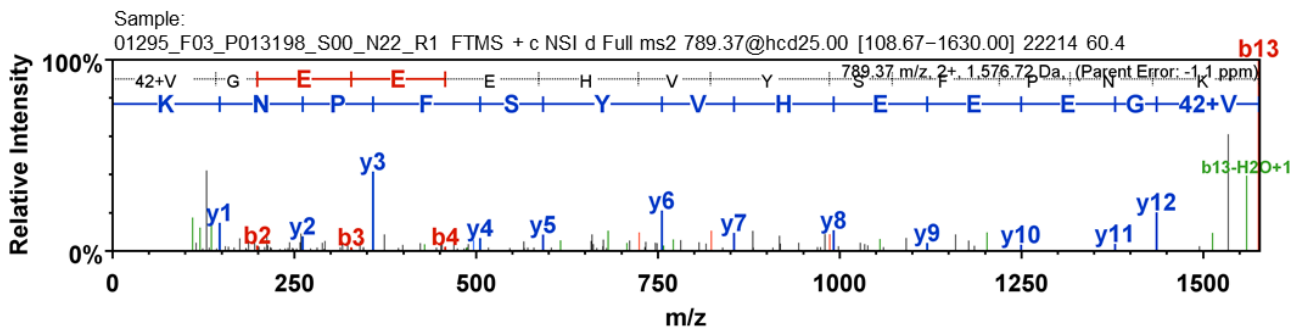 Sample:
01295_F03_P013198_S00_N22_R1 FTMS + c NSI d Full ms2 789.37@hcd25.00 [108.67−1630.00] 22214 60.4
b13
100%
789.37 m/z, 2+, 1,576.72 Da, (Parent Error: -1.1 ppm)
42+V G E E E H V Y S F P N K
K N P F S Y V H E E E G 42+V
Relative Intensity
y3
b13-H2O+1
y1 b2 y2 b3 b4 y4 y5 y6 y7 y8 y9 y10 y11 y12
0%
0 250 500 750 1000 1250 1500
m/z